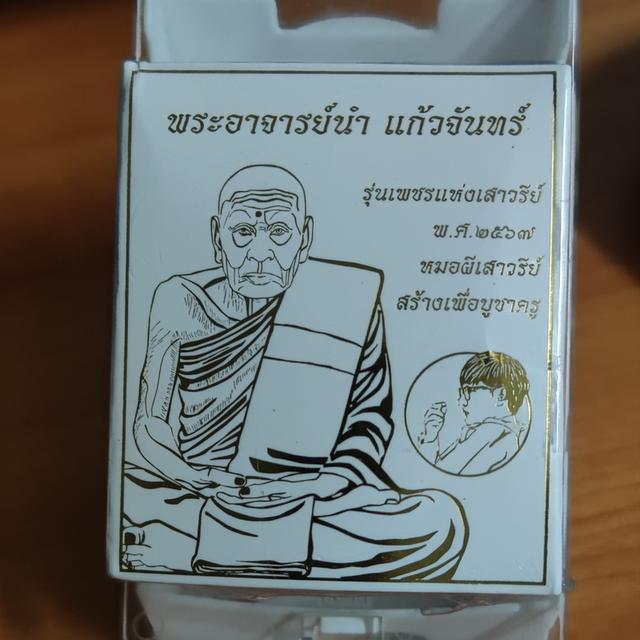 พระอาจารย์นำ แก้วจันทร์
รุ่นเพชรแห่งเสาวรีย์
พ.ศ.๒๕๖๗
หมอผีเสาวรีย์
สร้างเพื่อบูชาครู